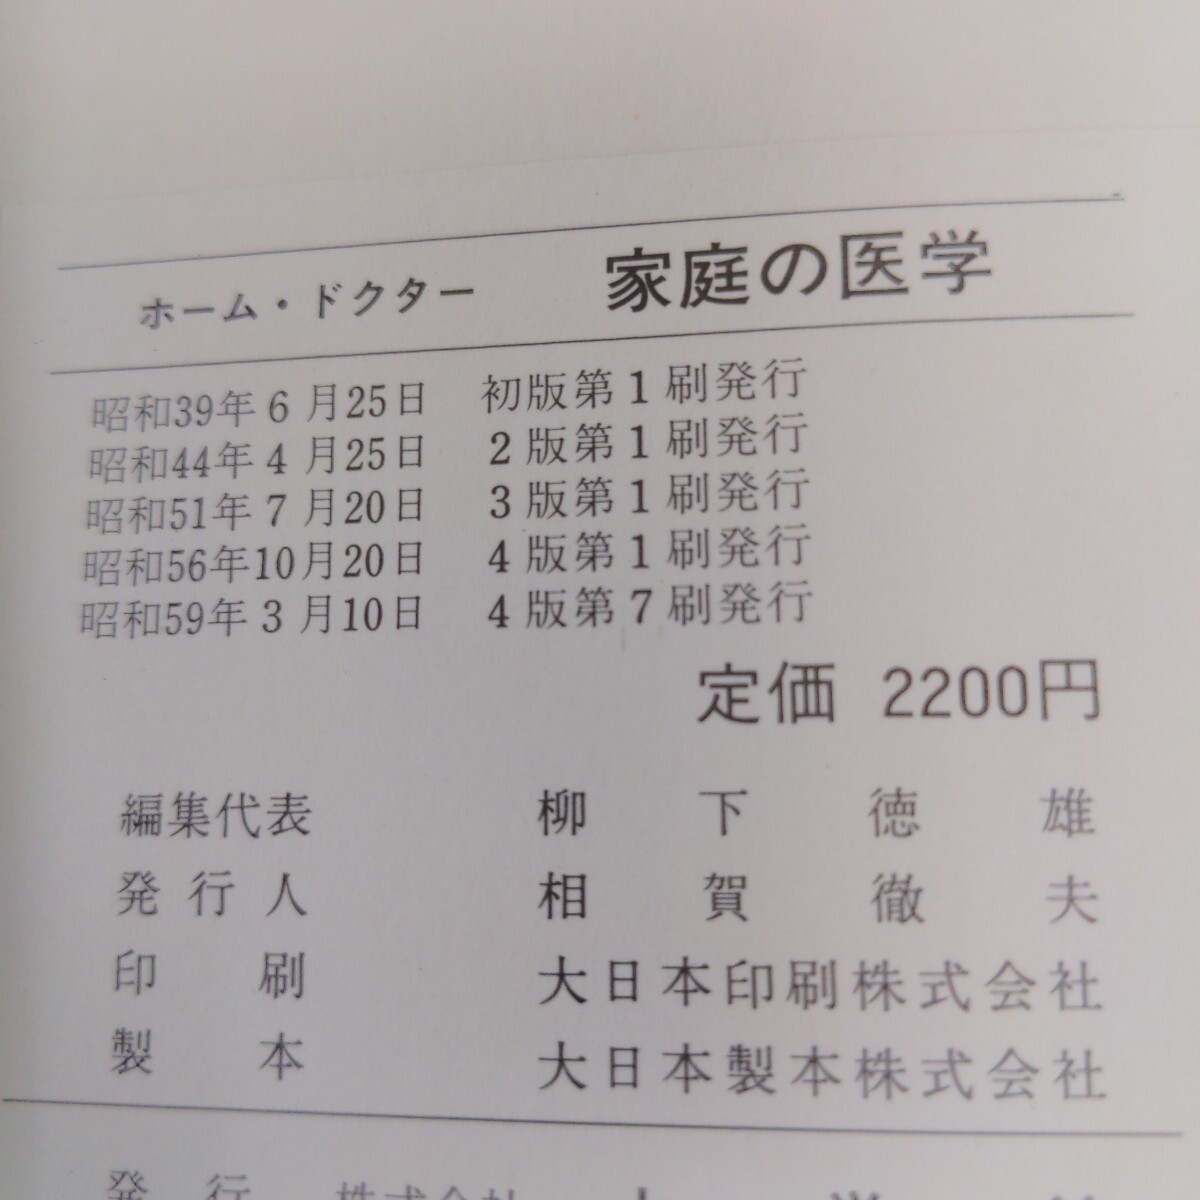 ホーム・ドクター 家庭の医学
昭和39年6月25日 初版第1刷発行
昭和44年4月25日 2版第1刷発行
昭和51年7月20日 3版第1刷発行
昭和56年10月20日 4版第1刷発行
昭和59年3月10日 4版第7刷発行
定価 2200円
編集代表 柳下徳雄
発行人 相賀徹夫
印刷 大日本印刷株式会社
製本 大日本製本株式会社
発行 株式会社